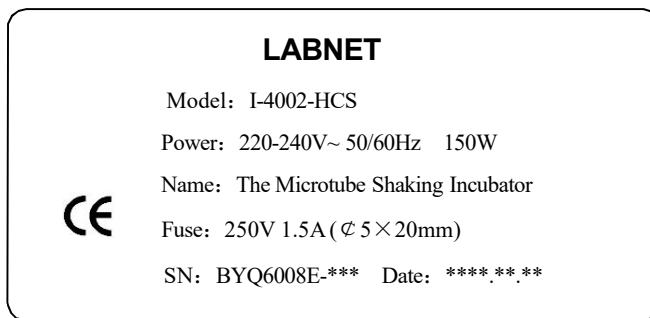 LABNET
Model：I-4002-HCS
Power：220-240V~ 50/60Hz 150W
Name：The Microtube Shaking Incubator
CE
Fuse：250V 1.5A (₵ 5×20mm)
SN：BYQ6008E-*** Date：****.**.**